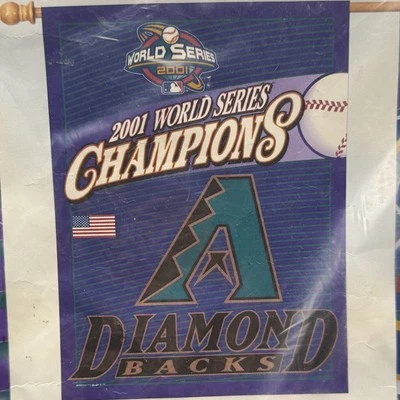 WORLD SERIES
2001
2001 WORLD SERIES
CHAMPIONS
A
DIAMOND
BACKS